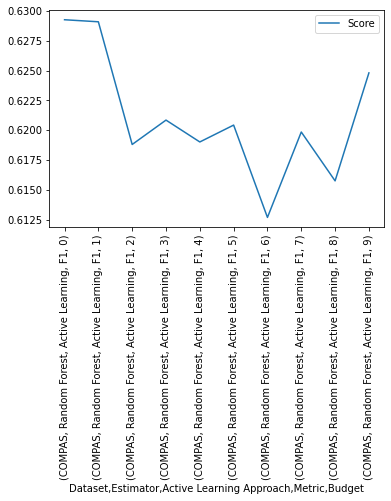 0.6300
0.6275
0.6250
0.6225
0.6200
0.6175
0.6150
0.6125
Score
(COMPAS, Random Forest, Active Learning, F1, 0)
(COMPAS, Random Forest, Active Learning, F1, 1)
(COMPAS, Random Forest, Active Learning, F1, 2)
(COMPAS, Random Forest, Active Learning, F1, 3)
(COMPAS, Random Forest, Active Learning, F1, 4)
(COMPAS, Random Forest, Active Learning, F1, 5)
(COMPAS, Random Forest, Active Learning, F1, 6)
(COMPAS, Random Forest, Active Learning, F1, 7)
(COMPAS, Random Forest, Active Learning, F1, 8)
(COMPAS, Random Forest, Active Learning, F1, 9)
Dataset,Estimator,Active Learning Approach,Metric,Budget